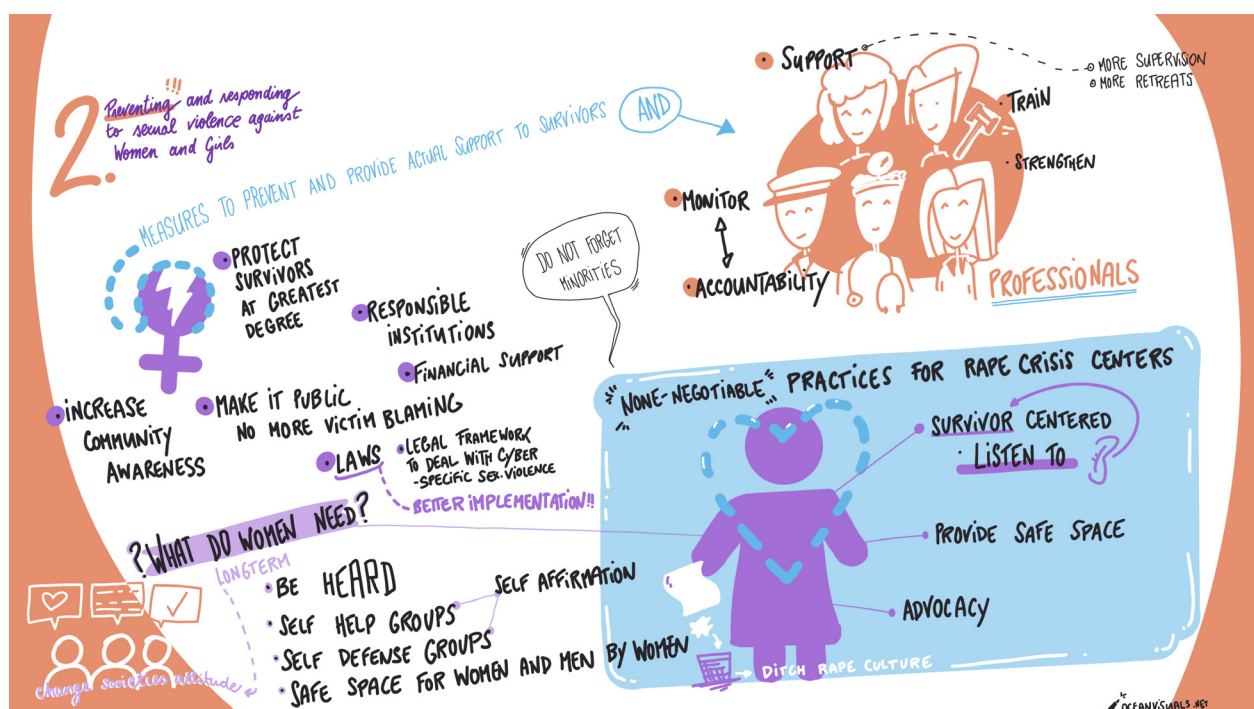 2.
Preventing!!! and responding
to sexual violence against
Women and Girls
MEASURES TO PREVENT AND PROVIDE ACTUAL SUPPORT TO SURVIVORS AND
• PROTECT
SURVIVORS
AT GREATEST
DEGREE
• RESPONSIBLE
INSTITUTIONS
• FINANCIAL SUPPORT
• INCREASE
COMMUNITY
AWARENESS
• MAKE IT PUBLIC
NO MORE VICTIM BLAMING
• LAWS
• LEGAL FRAMEWORK
TO DEAL WITH CYBER
-SPECIFIC SEX. VIOLENCE
BETTER IMPLEMENTATION!!
DO NOT FORGET
MINORITIES
• SUPPORT
MORE SUPERVISION
MORE RETREATS
• TRAIN
• STRENGTHEN
• MONITOR
• ACCOUNTABILITY
PROFESSIONALS
"NONE-NEGOTIABLE" PRACTICES FOR RAPE CRISIS CENTERS
SURVIVOR CENTERED
• LISTEN TO
PROVIDE SAFE SPACE
ADVOCACY
DITCH RAPE CULTURE
? WHAT DO WOMEN NEED?
LONGTERM
• BE HEARD
• SELF HELP GROUPS
• SELF DEFENSE GROUPS
SELF AFFIRMATION
• SAFE SPACE FOR WOMEN AND MEN BY WOMEN
change societies attitude
OCEANVISUALS.NET